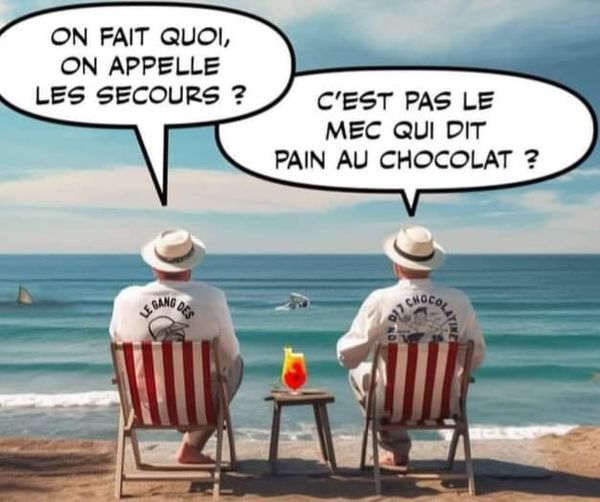 ON FAIT QUOI,
ON APPELLE
LES SECOURS ?
C'EST PAS LE
MEC QUI DIT
PAIN AU CHOCOLAT ?
LE GANG DES
ON DIT CHOCOLATINE